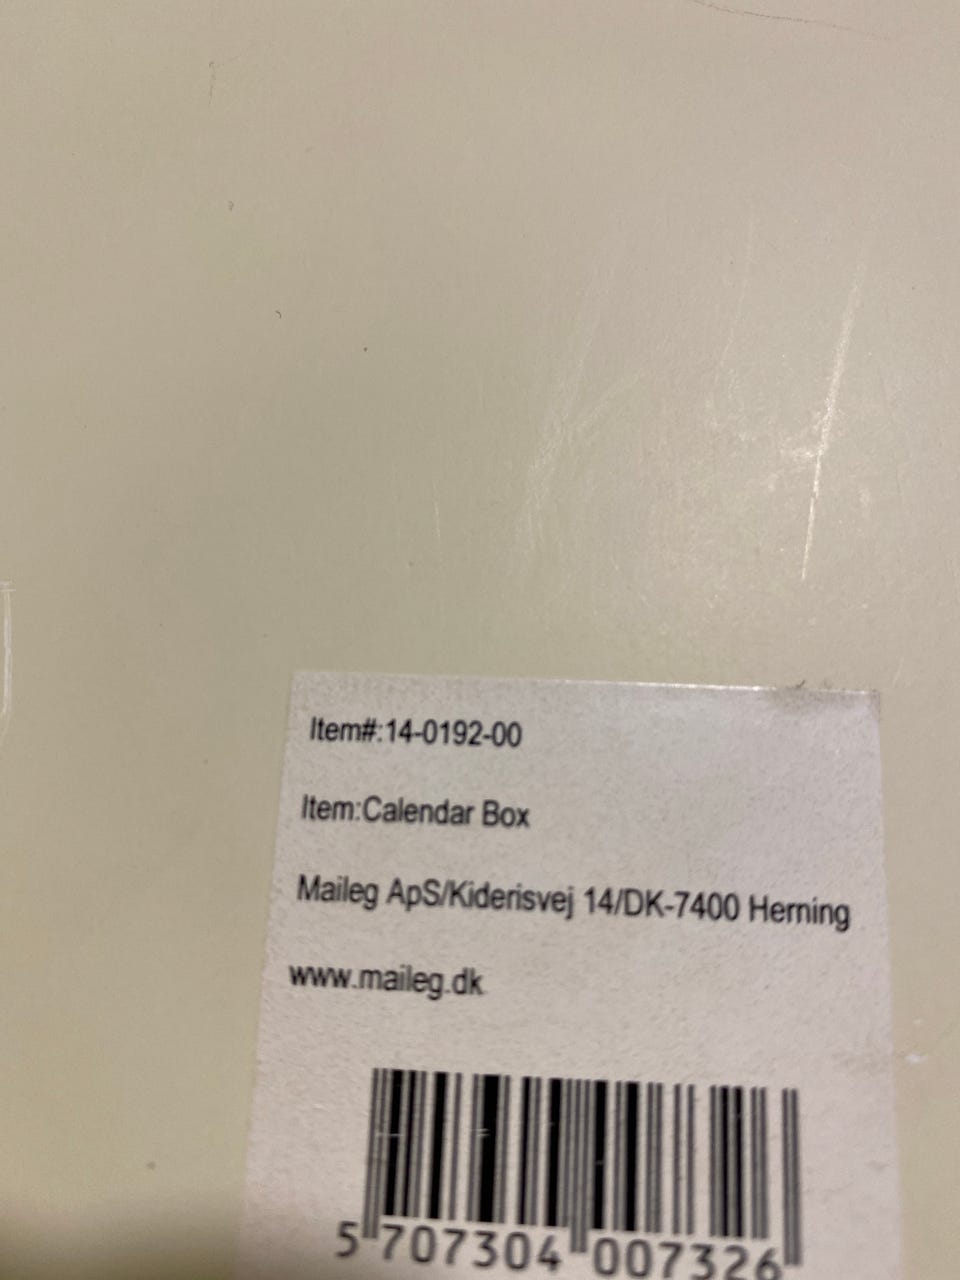 Item#:14-0192-00
Item:Calendar Box
Maileg ApS/Kiderisvej 14/DK-7400 Herning
www.maileg.dk
5 707304 007326